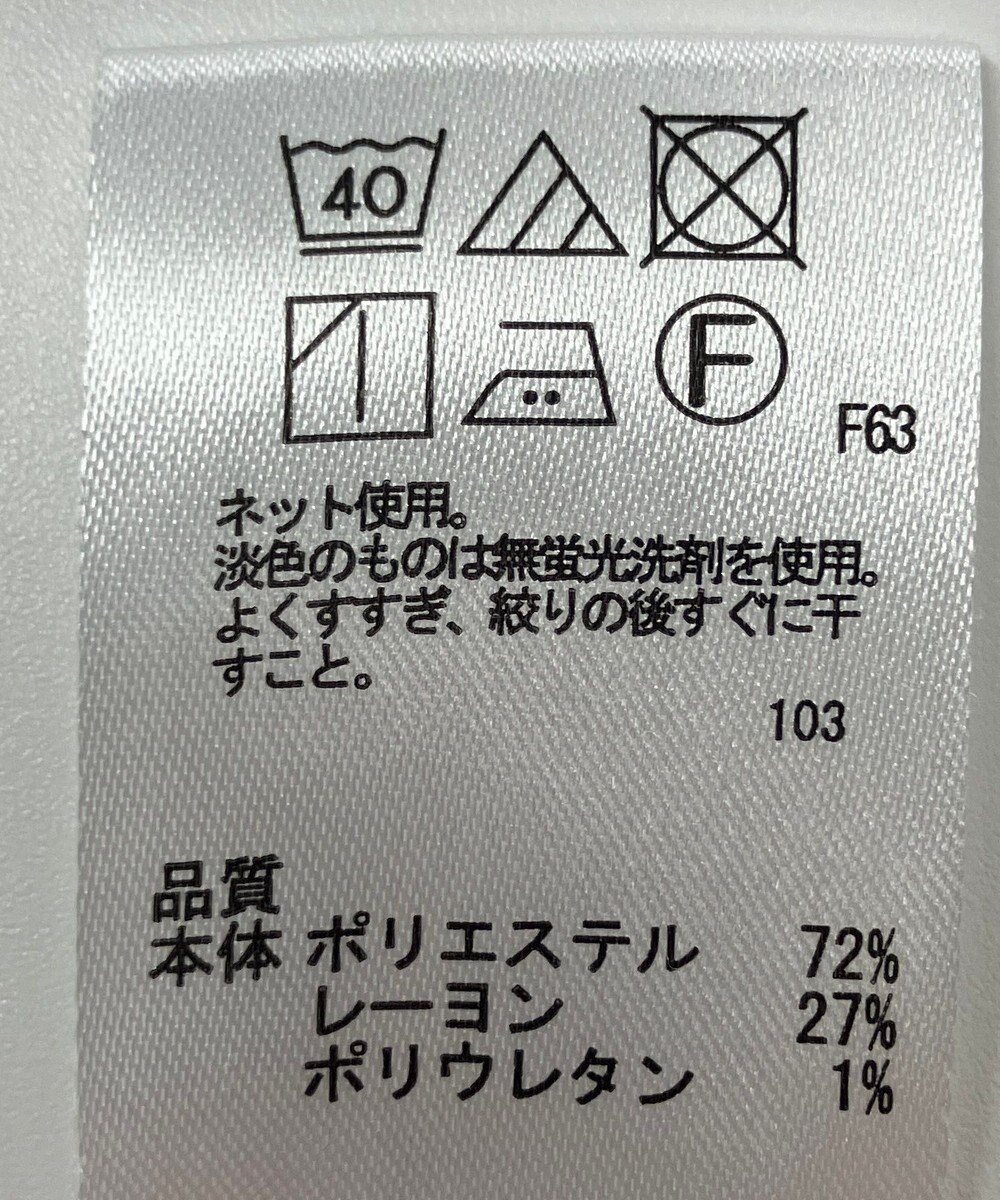 40
F
F63
ネット使用。
淡色のものは無蛍光洗剤を使用。
よくすすぎ、絞りの後すぐに干
すこと。
103
品質
本体 ポリエステル 72%
レーヨン 27%
ポリウレタン 1%